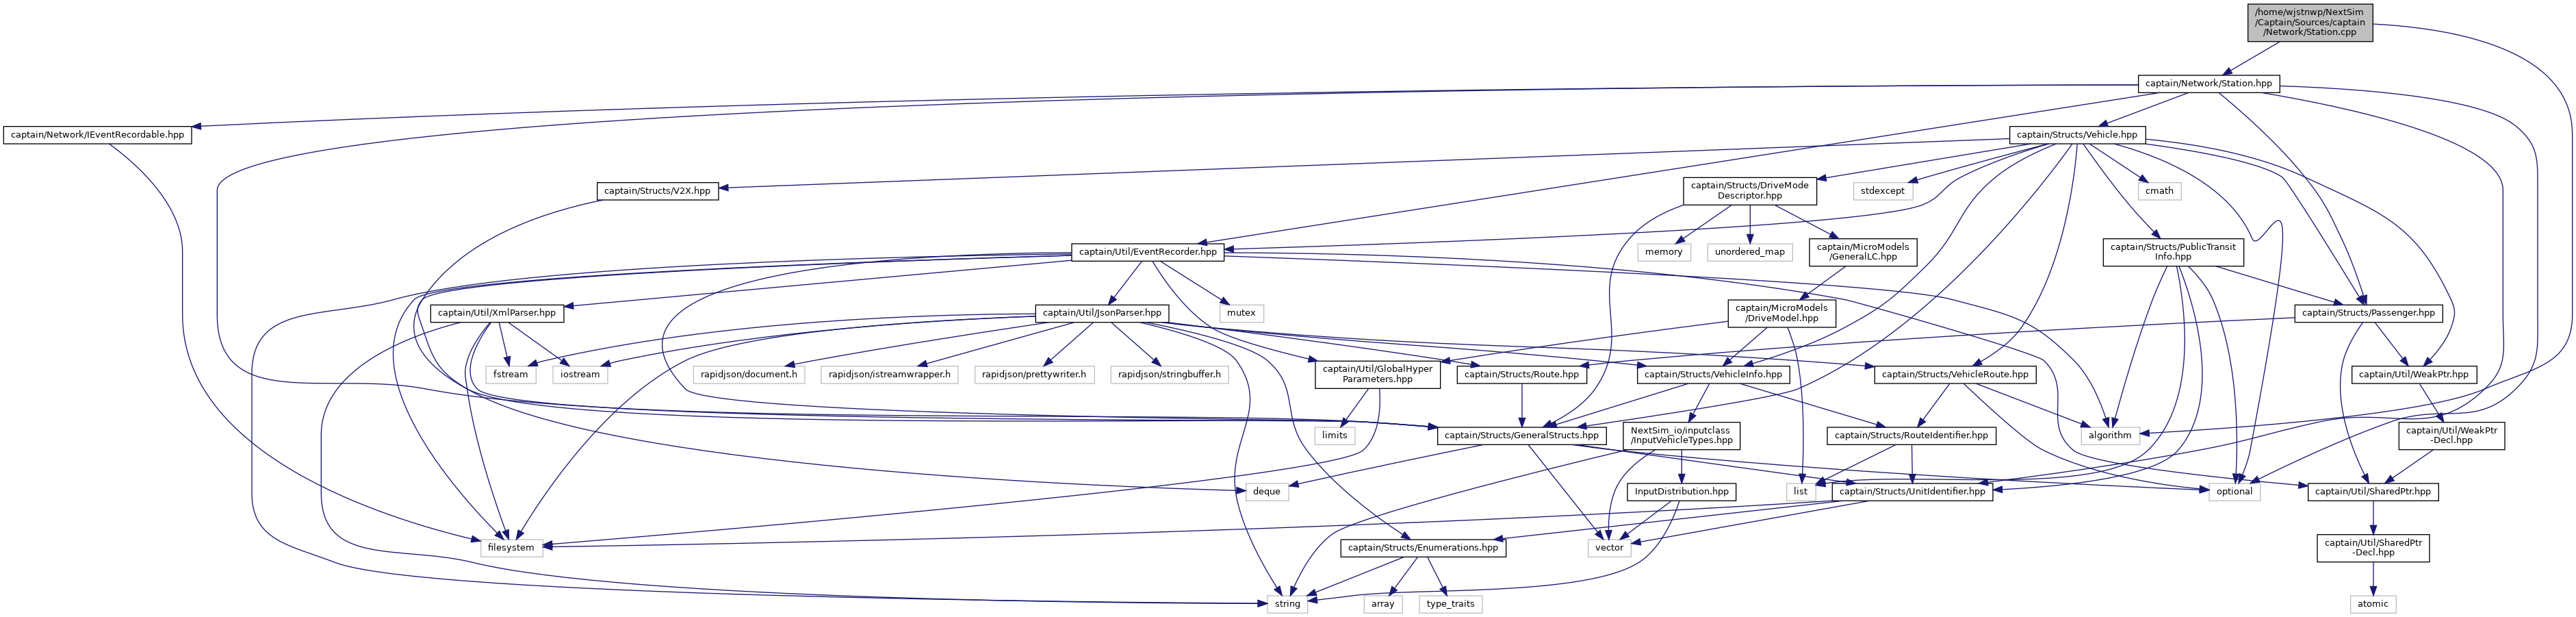 /home/wjstnwp/NextSim
/Captain/Sources/captain
/Network/Station.cpp
captain/Network/Station.hpp
captain/Network/IEventRecordable.hpp
captain/Structs/Vehicle.hpp
captain/Structs/V2X.hpp
captain/Structs/DriveMode
Descriptor.hpp
stdexcept
cmath
captain/Util/EventRecorder.hpp
memory
unordered_map
captain/MicroModels
/GeneralLC.hpp
captain/Structs/PublicTransit
Info.hpp
captain/Util/XmlParser.hpp
captain/Util/JsonParser.hpp
mutex
captain/MicroModels
/DriveModel.hpp
captain/Structs/Passenger.hpp
fstream
iostream
rapidjson/document.h
rapidjson/istreamwrapper.h
rapidjson/prettywriter.h
rapidjson/stringbuffer.h
captain/Util/GlobalHyper
Parameters.hpp
captain/Structs/Route.hpp
captain/Structs/VehicleInfo.hpp
captain/Structs/VehicleRoute.hpp
captain/Util/WeakPtr.hpp
limits
captain/Structs/GeneralStructs.hpp
NextSim_io/inputclass
/InputVehicleTypes.hpp
captain/Structs/RouteIdentifier.hpp
algorithm
captain/Util/WeakPtr
-Decl.hpp
deque
InputDistribution.hpp
list
captain/Structs/UnitIdentifier.hpp
optional
captain/Util/SharedPtr.hpp
filesystem
captain/Structs/Enumerations.hpp
vector
captain/Util/SharedPtr
-Decl.hpp
string
array
type_traits
atomic